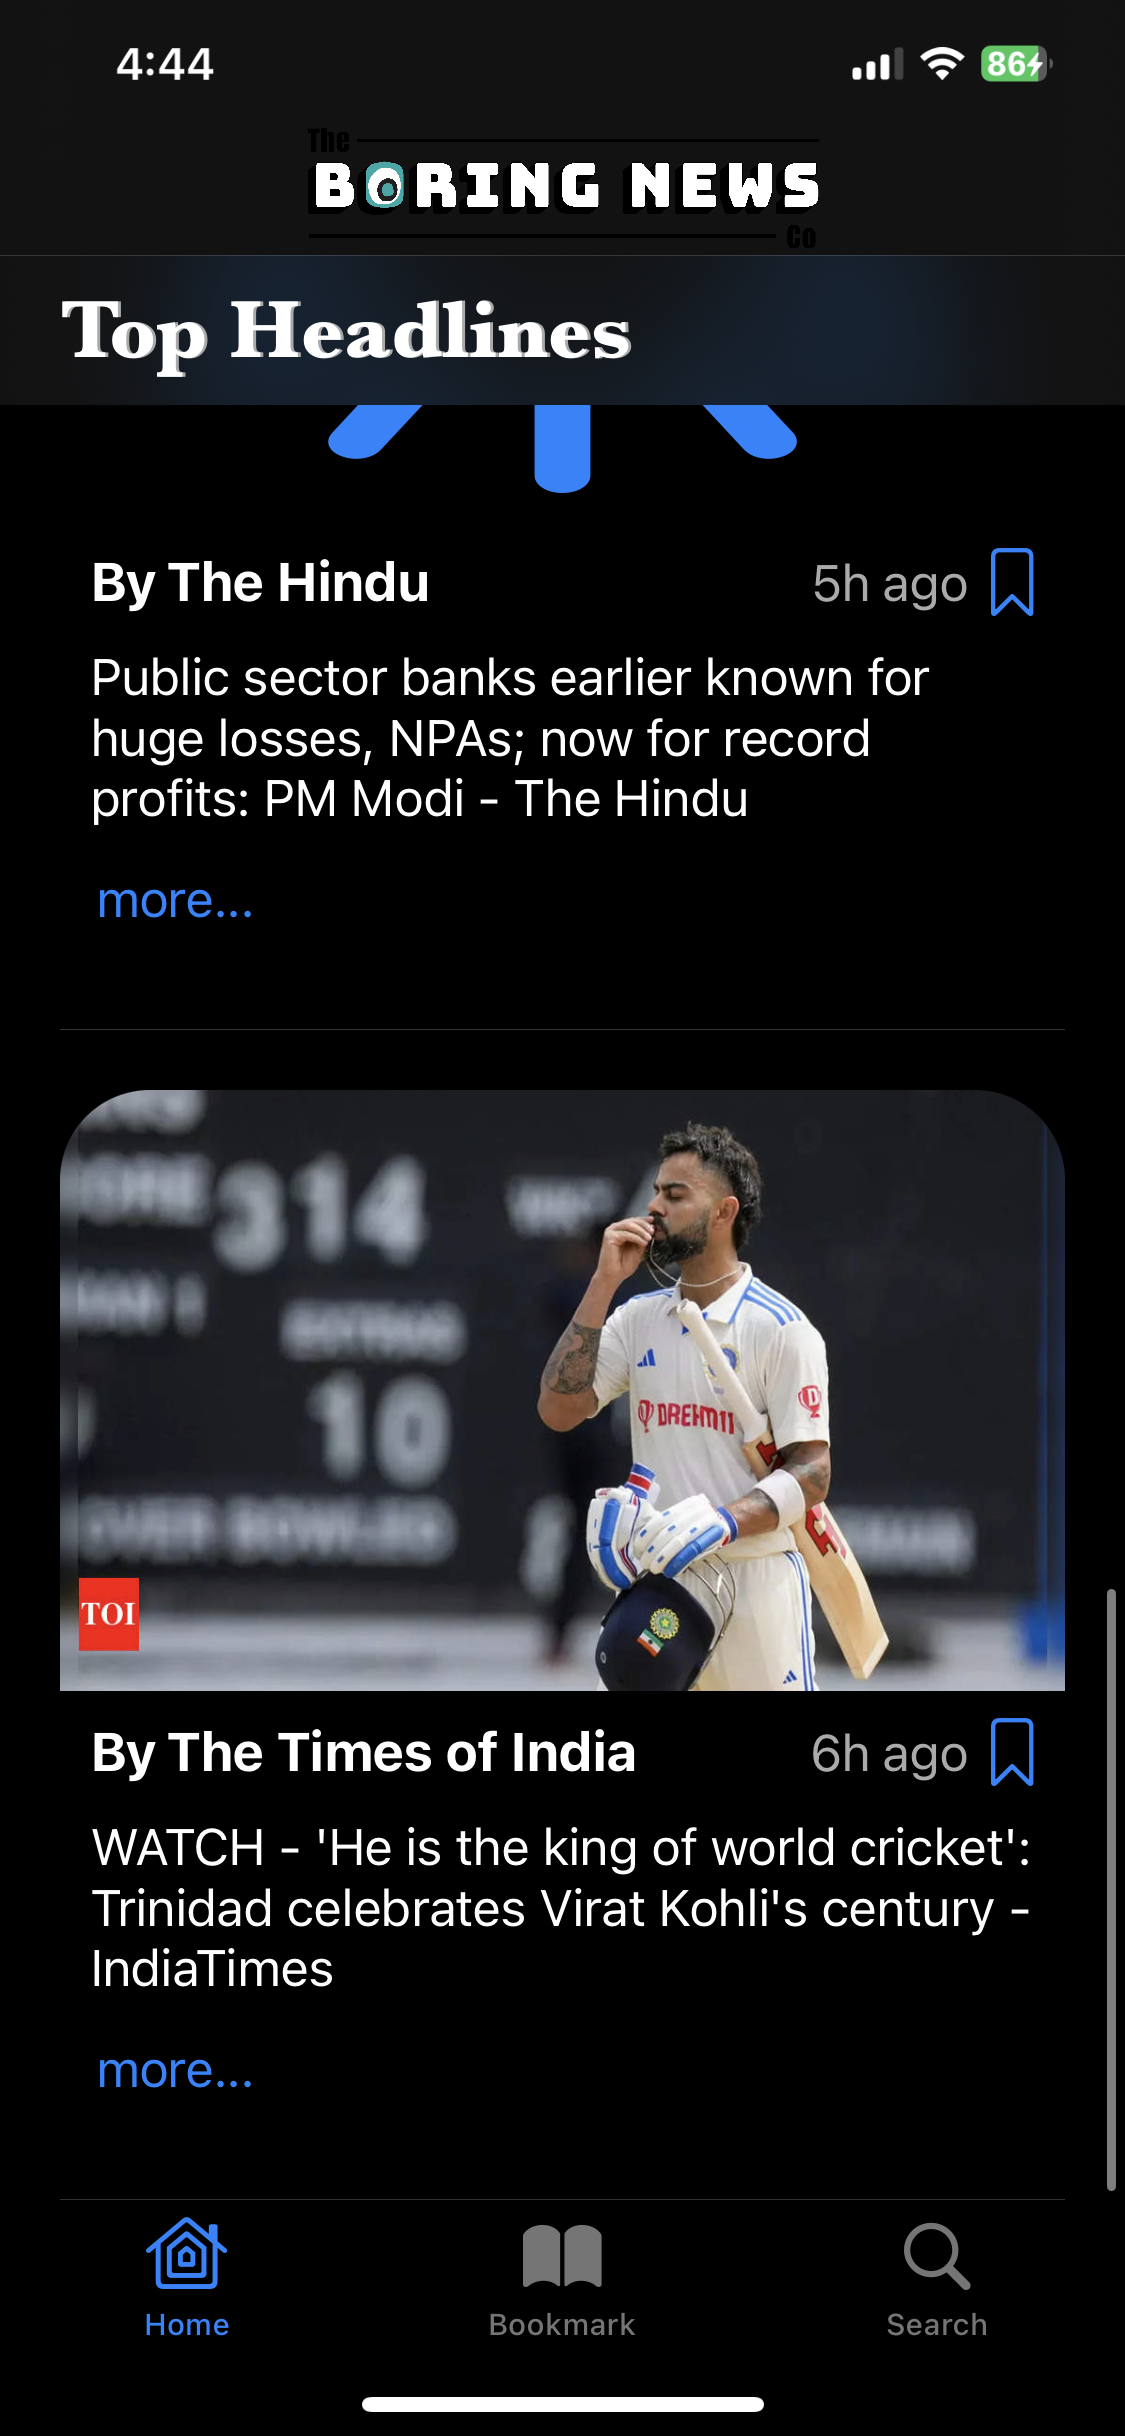 4:44
86
The
BORING NEWS
Co
Top Headlines
By The Hindu
5h ago
Public sector banks earlier known for
huge losses, NPAs; now for record
profits: PM Modi - The Hindu
more...
314
10
DREAM11
TOI
By The Times of India
6h ago
WATCH - 'He is the king of world cricket':
Trinidad celebrates Virat Kohli's century -
IndiaTimes
more...
Home
Bookmark
Search